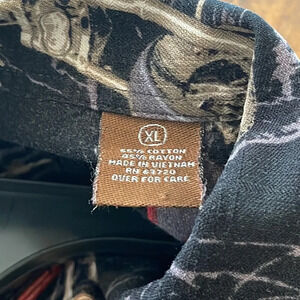 XL
55% COTTON
45% RAYON
MADE IN VIETNAM
RN 63720
OVER FOR CARE